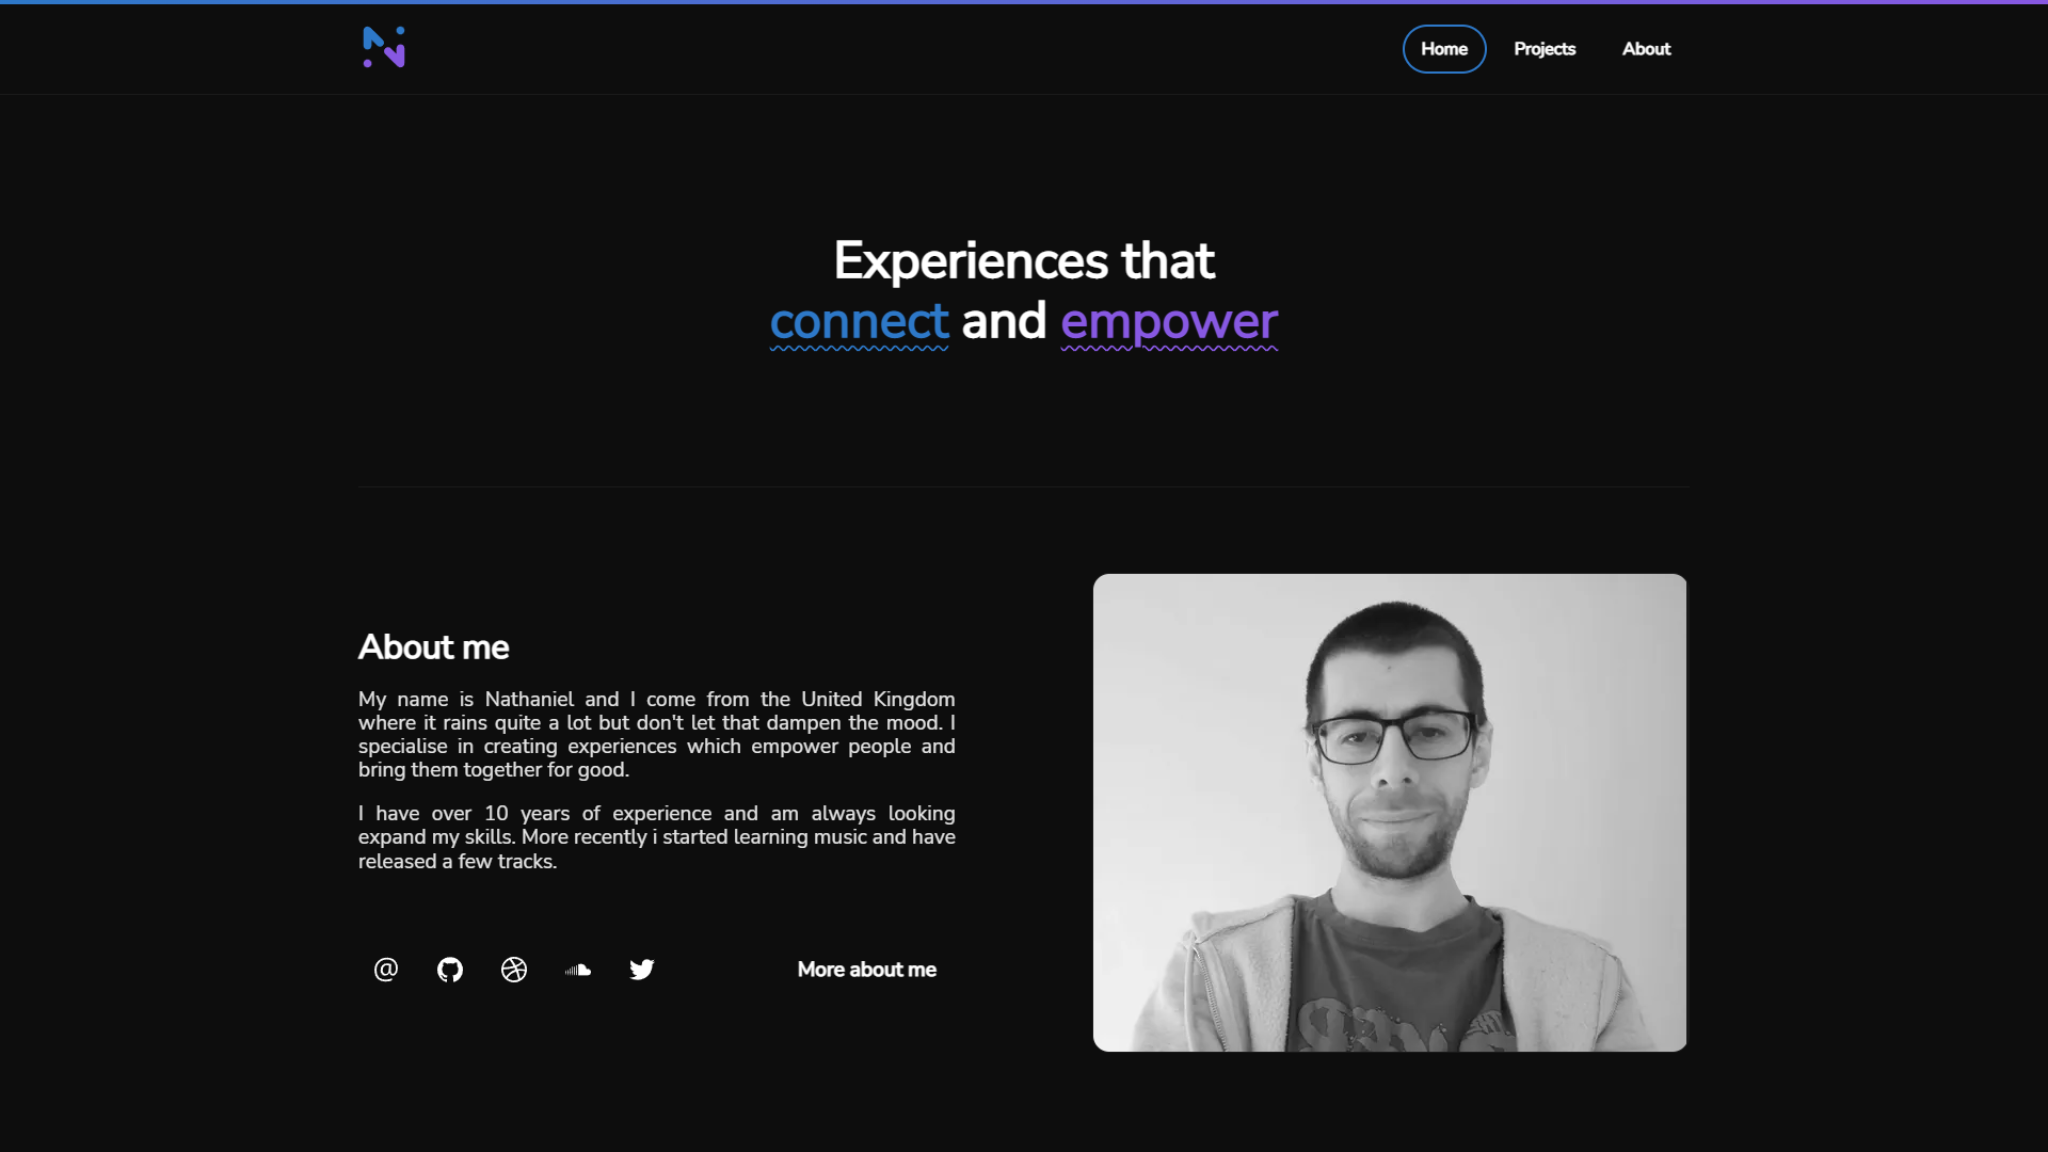 Home Projects About
Experiences that
connect and empower
About me
My name is Nathaniel and I come from the United Kingdom
where it rains quite a lot but don't let that dampen the mood. I
specialise in creating experiences which empower people and
bring them together for good.
I have over 10 years of experience and am always looking
expand my skills. More recently i started learning music and have
released a few tracks.
@
More about me